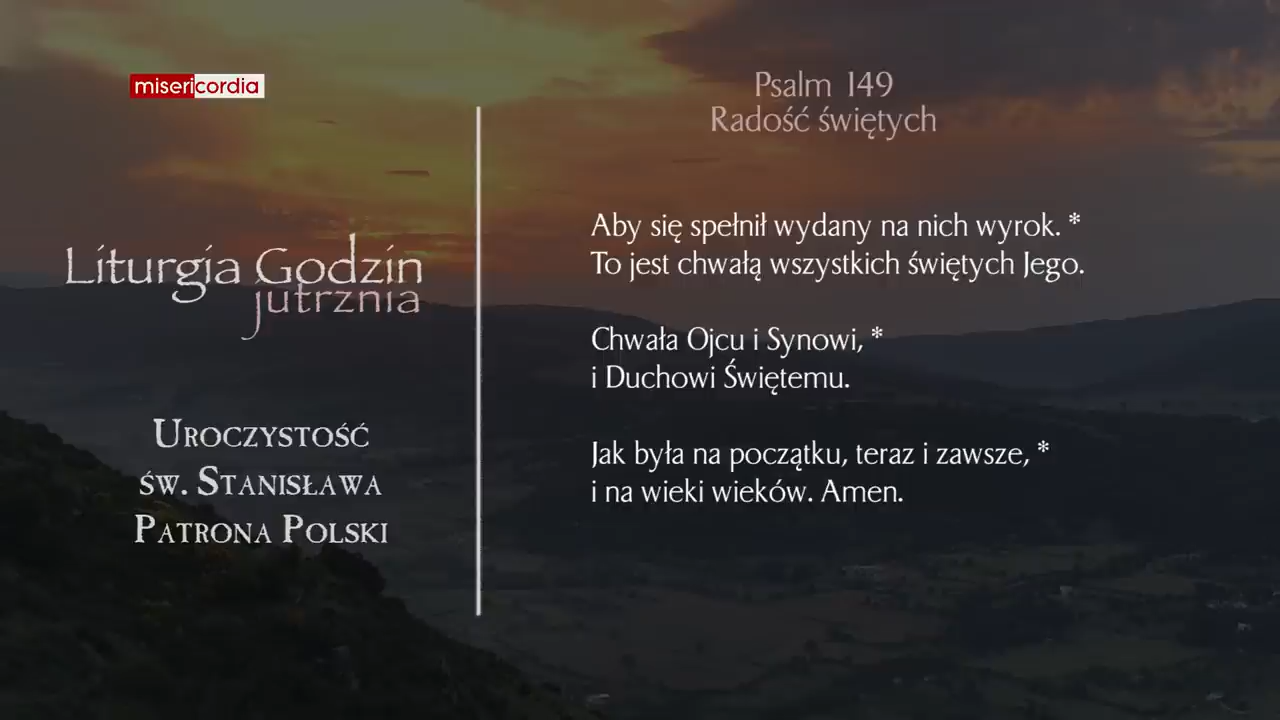 misericordia
Liturgia Godzin
jutrznia
Uroczystość
św. Stanisława
Patrona Polski
Psalm 149
Radość świętych
Aby się spełnił wydany na nich wyrok. *
To jest chwałą wszystkich świętych Jego.
Chwała Ojcu i Synowi, *
i Duchowi Świętemu.
Jak była na początku, teraz i zawsze, *
i na wieki wieków. Amen.